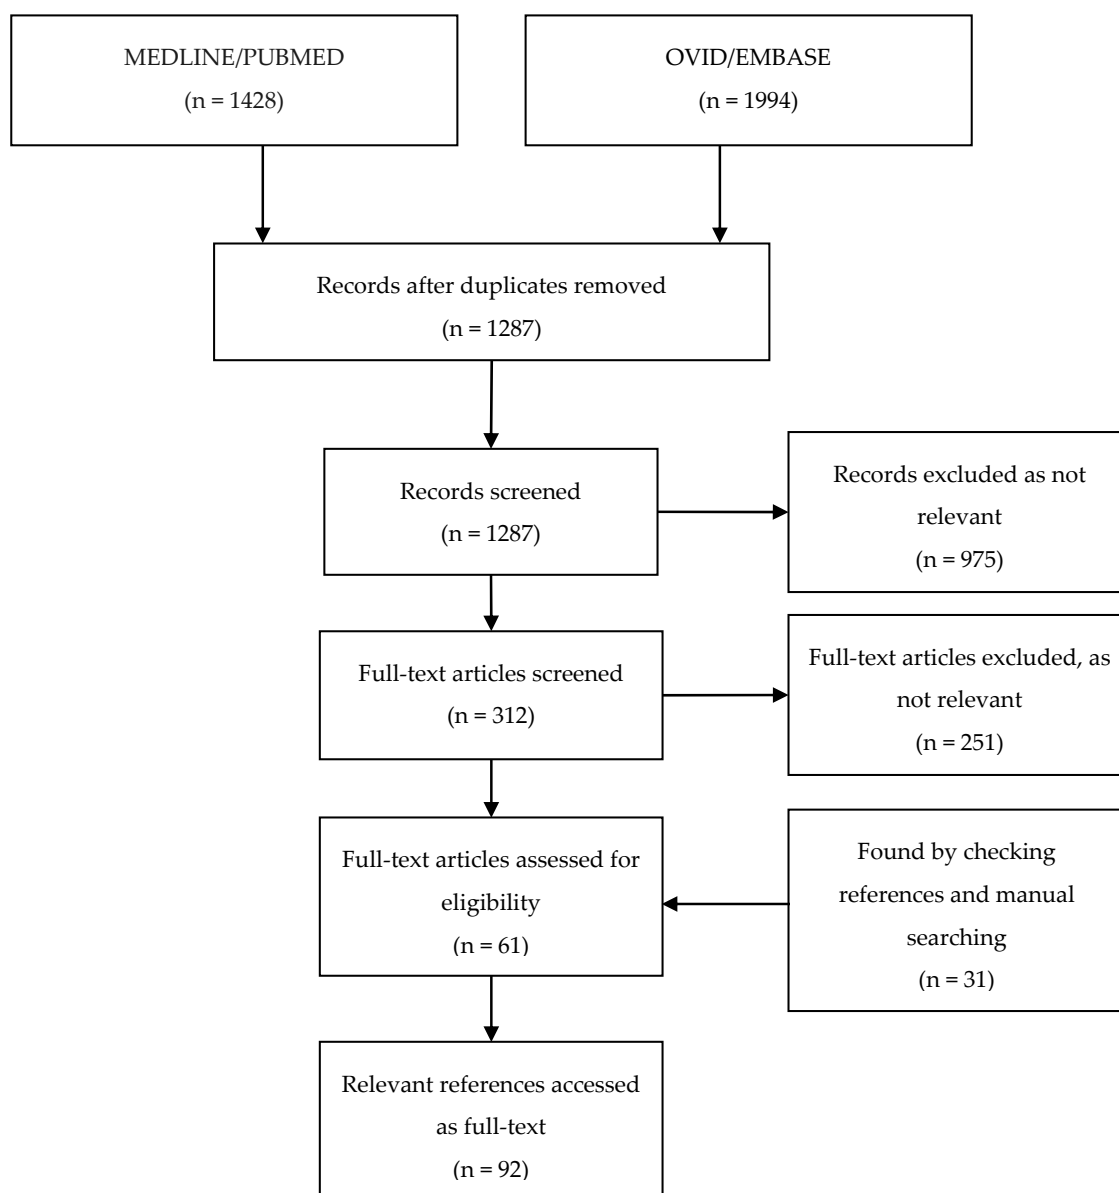 MEDLINE/PUBMED
(n = 1428)
OVID/EMBASE
(n = 1994)
Records after duplicates removed
(n = 1287)
Records screened
(n = 1287)
Records excluded as not
relevant
(n = 975)
Full-text articles screened
(n = 312)
Full-text articles excluded, as
not relevant
(n = 251)
Full-text articles assessed for
eligibility
(n = 61)
Found by checking
references and manual
searching
(n = 31)
Relevant references accessed
as full-text
(n = 92)